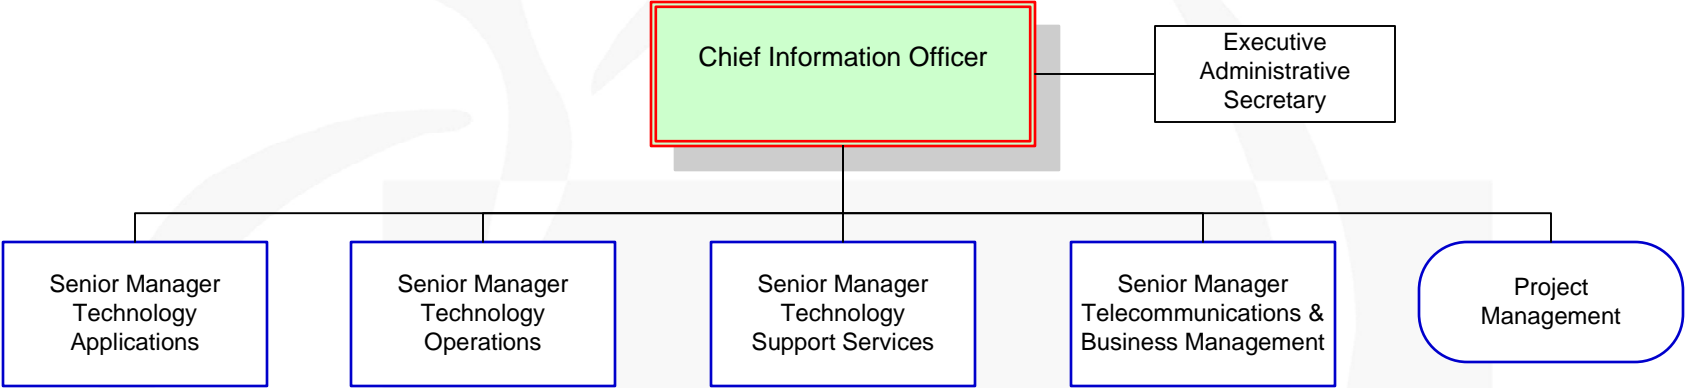 Chief Information Officer
Executive
Administrative
Secretary
Senior Manager
Technology
Applications
Senior Manager
Technology
Operations
Senior Manager
Technology
Support Services
Senior Manager
Telecommunications &
Business Management
Project
Management